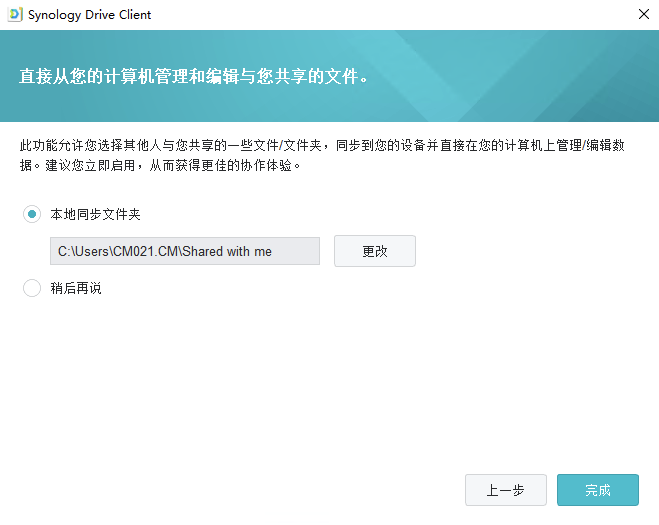 Synology Drive Client
直接从您的计算机管理和编辑与您共享的文件。
此功能允许您选择其他人与您共享的一些文件/文件夹，同步到您的设备并直接在您的计算机上管理/编辑数
据。建议您立即启用，从而获得更佳的协作体验。
本地同步文件夹
C:\Users\CM021.CM\Shared with me 更改
稍后再说
上一步 完成